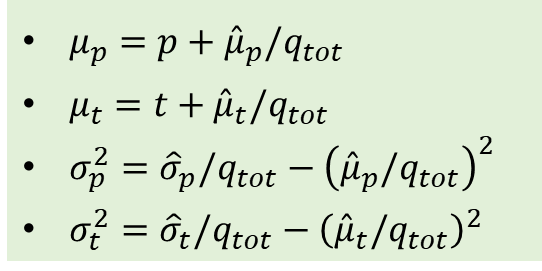 • μ_p = p + μ̂_p/q_tot
• μ_t = t + μ̂_t/q_tot
• σ_p^2 = σ̂_p/q_tot − (μ̂_p/q_tot)^2
• σ_t^2 = σ̂_t/q_tot − (μ̂_t/q_tot)^2